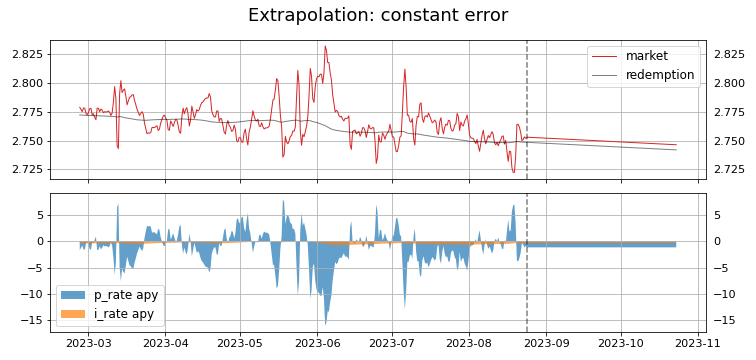 Extrapolation: constant error
2.825 2.825
market
redemption
2.800 2.800
2.775 2.775
2.750 2.750
2.725 2.725
5 5
0 0
−5 −5
−10 −10
−15 −15
p_rate apy
i_rate apy
2023-03 2023-04 2023-05 2023-06 2023-07 2023-08 2023-09 2023-10 2023-11